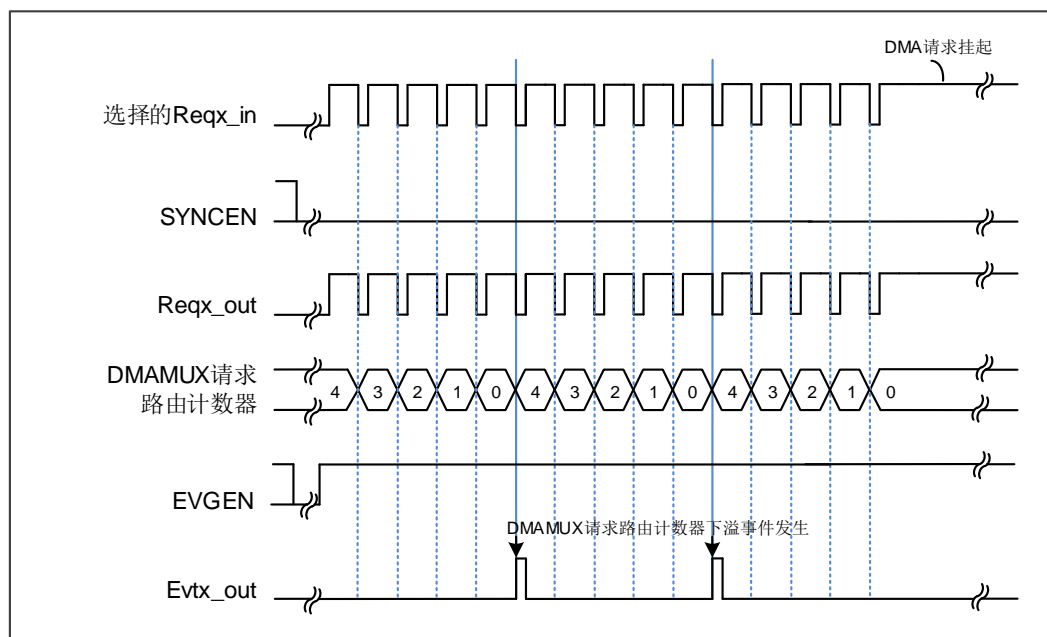 DMA请求挂起
选择的Reqx_in
SYNCEN
Reqx_out
DMAMUX请求
路由计数器
4 3 2 1 0 4 3 2 1 0 4 3 2 1 0
EVGEN
DMAMUX请求路由计数器下溢事件发生
Evtx_out